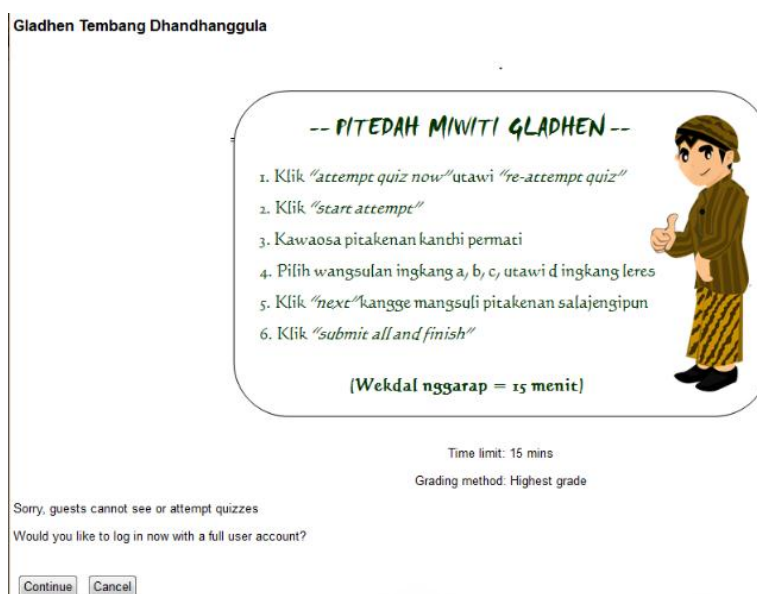 Gladhen Tembang Dhandhanggula
-- PITEDAH MIWITI GLADHEN --
1. Klik "attempt quiz now"utawi "re-attempt quiz"
2. Klik "start attempt"
3. Kawaosa pitakenan kanthi permati
4. Pilih wangsulan ingkang a, b, c, utawi d ingkang leres
5. Klik "next"kangge mangsuli pitakenan salajengipun
6. Klik "submit all and finish"
(Wekdal nggarap = 15 menit)
Time limit: 15 mins
Grading method: Highest grade
Sorry, guests cannot see or attempt quizzes
Would you like to log in now with a full user account?
Continue Cancel